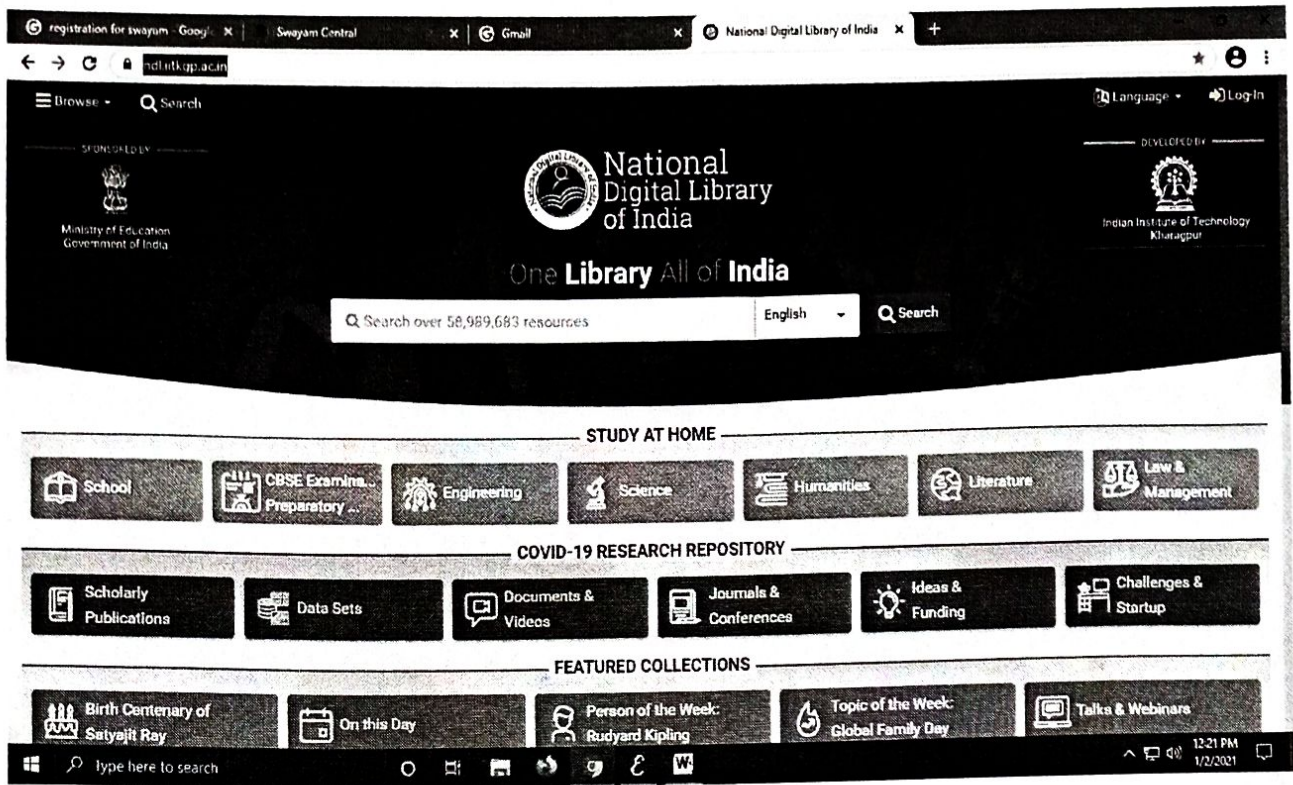 registration for swayam - Googl
Swayam Central
Gmail
National Digital Library of India
ndl.iitkgp.ac.in
Browse
Search
Language
Log-In
SPONSORED BY
Ministry of Education
Government of India
National
Digital Library
of India
DEVELOPED BY
Indian Institute of Technology
Kharagpur
One Library All of India
Search over 58,989,683 resources
English
Search
STUDY AT HOME
School
CBSE Examina...
Preparatory ...
Engineering
Science
Humanities
Literature
Law &
Management
COVID-19 RESEARCH REPOSITORY
Scholarly
Publications
Data Sets
Documents &
Videos
Journals &
Conferences
Ideas &
Funding
Challenges &
Startup
FEATURED COLLECTIONS
Birth Centenary of
Satyajit Ray
On this Day
Person of the Week:
Rudyard Kipling
Topic of the Week:
Global Family Day
Talks & Webinars
Type here to search
12:21 PM
1/2/2021